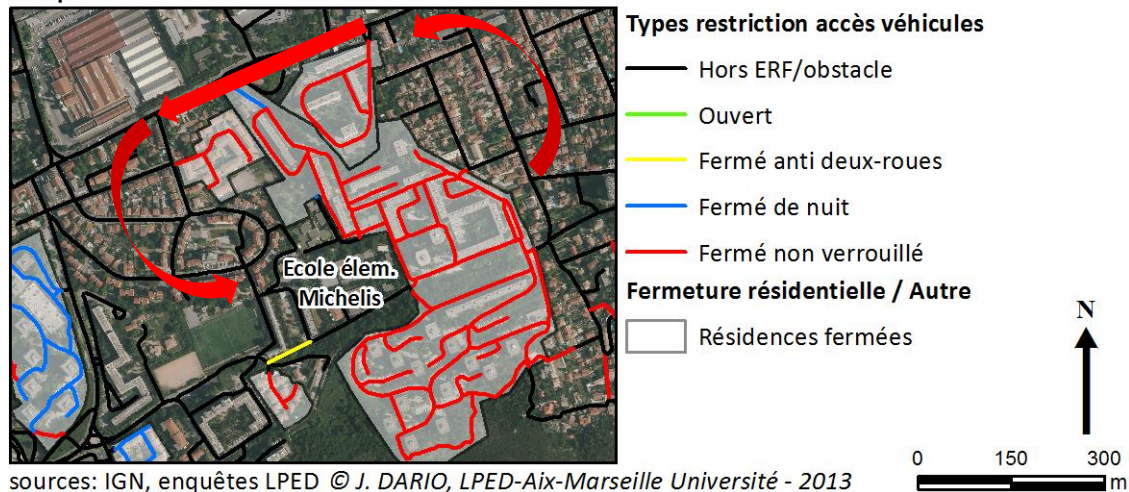 Types restriction accès véhicules
Hors ERF/obstacle
Ouvert
Fermé anti deux-roues
Fermé de nuit
Fermé non verrouillé
Fermeture résidentielle / Autre
Résidences fermées
Ecole élem.
Michelis
N
0 150 300
m
sources: IGN, enquêtes LPED © J. DARIO, LPED-Aix-Marseille Université - 2013